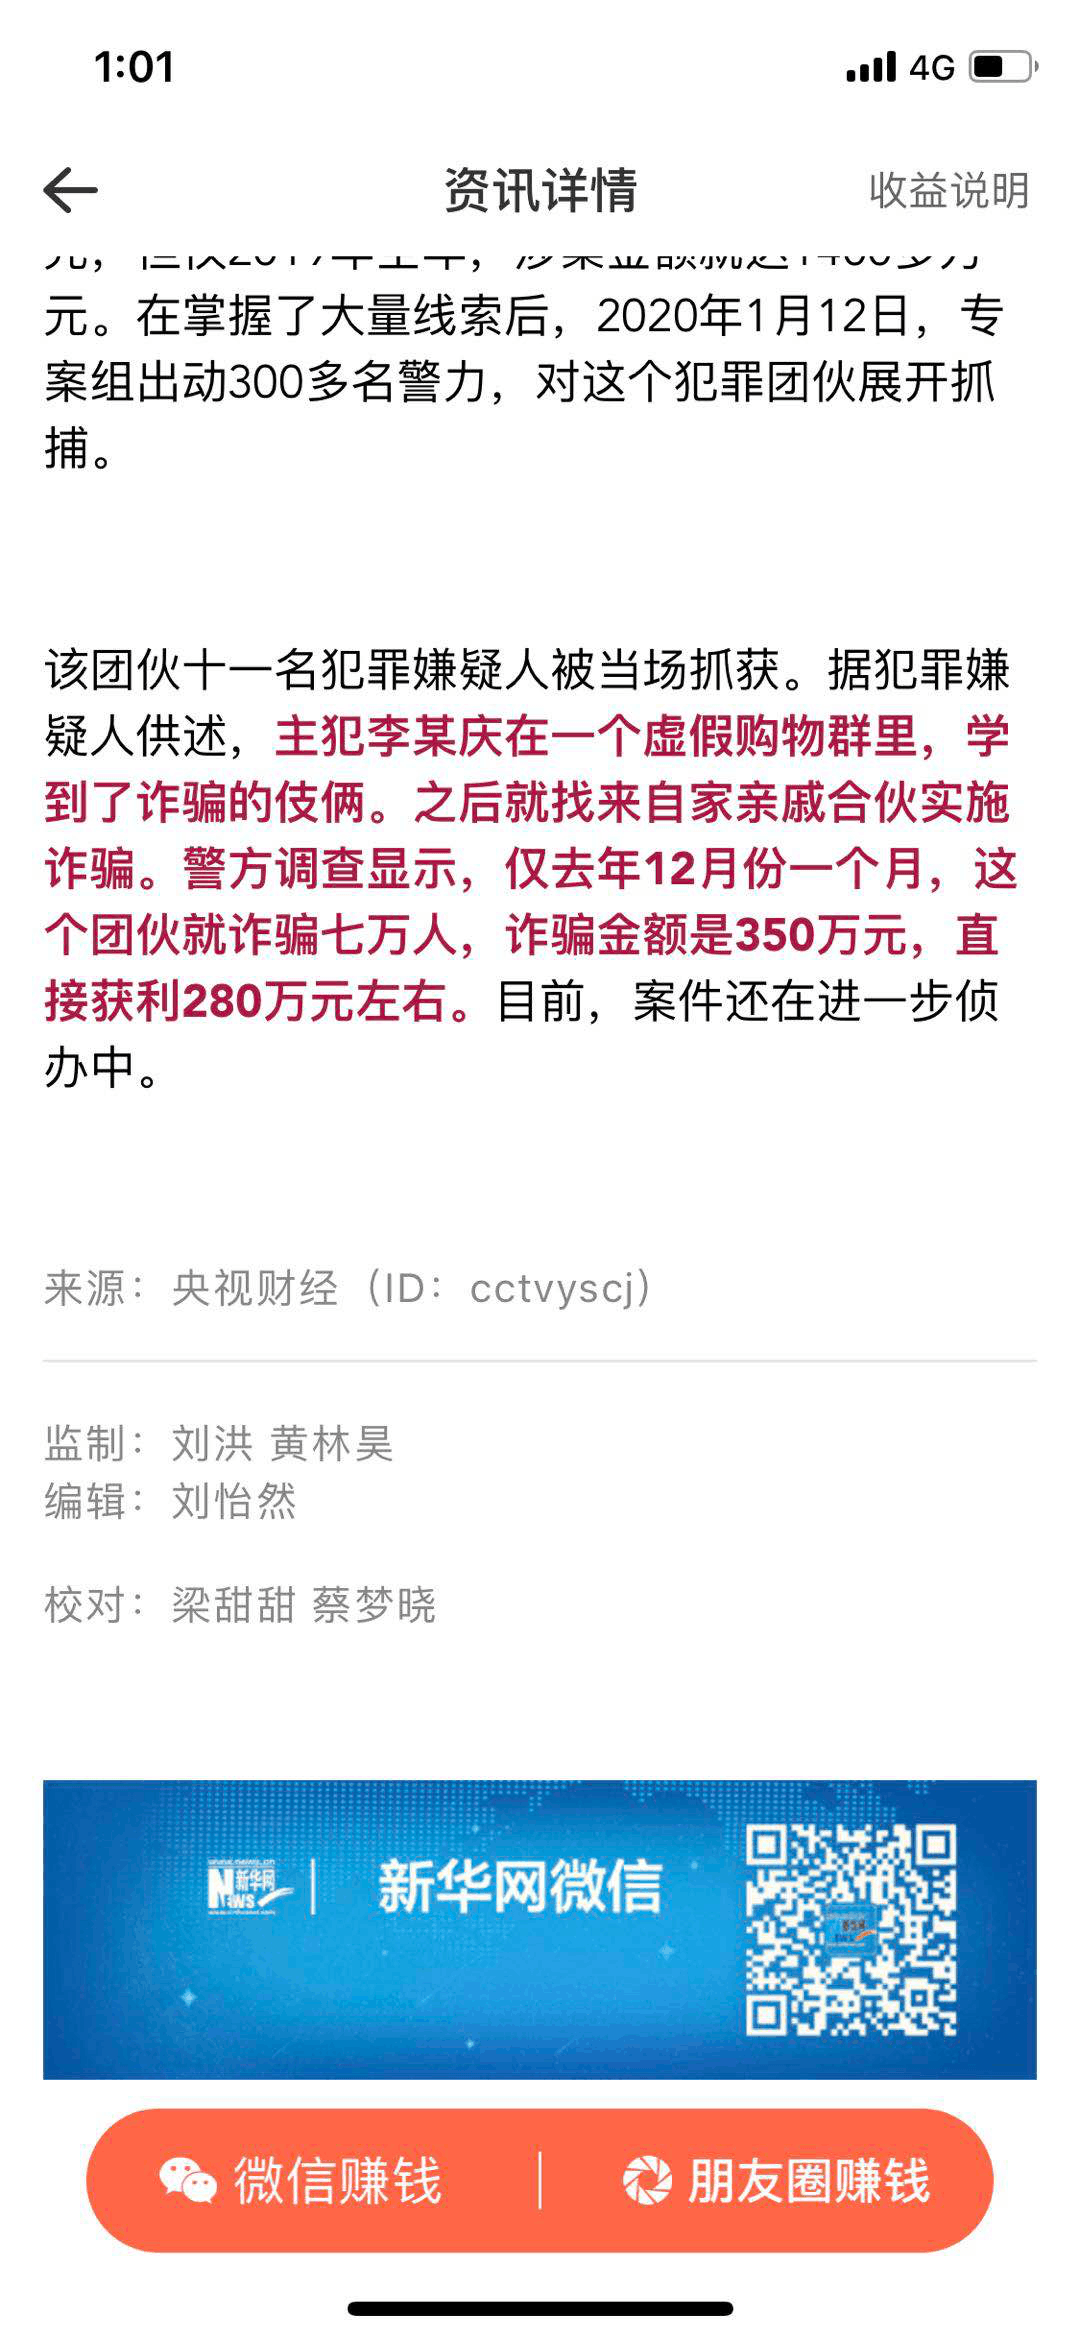 1:01
4G
资讯详情
收益说明
元。在掌握了大量线索后，2020年1月12日，专
案组出动300多名警力，对这个犯罪团伙展开抓
捕。
该团伙十一名犯罪嫌疑人被当场抓获。据犯罪嫌
疑人供述，主犯李某庆在一个虚假购物群里，学
到了诈骗的伎俩。之后就找来自家亲戚合伙实施
诈骗。警方调查显示，仅去年12月份一个月，这
个团伙就诈骗七万人，诈骗金额是350万元，直
接获利280万元左右。目前，案件还在进一步侦
办中。
来源：央视财经（ID：cctvyscj）
监制：刘洪 黄林昊
编辑：刘怡然
校对：梁甜甜 蔡梦晓
新华网
NEWS
新华网微信
微信赚钱
朋友圈赚钱